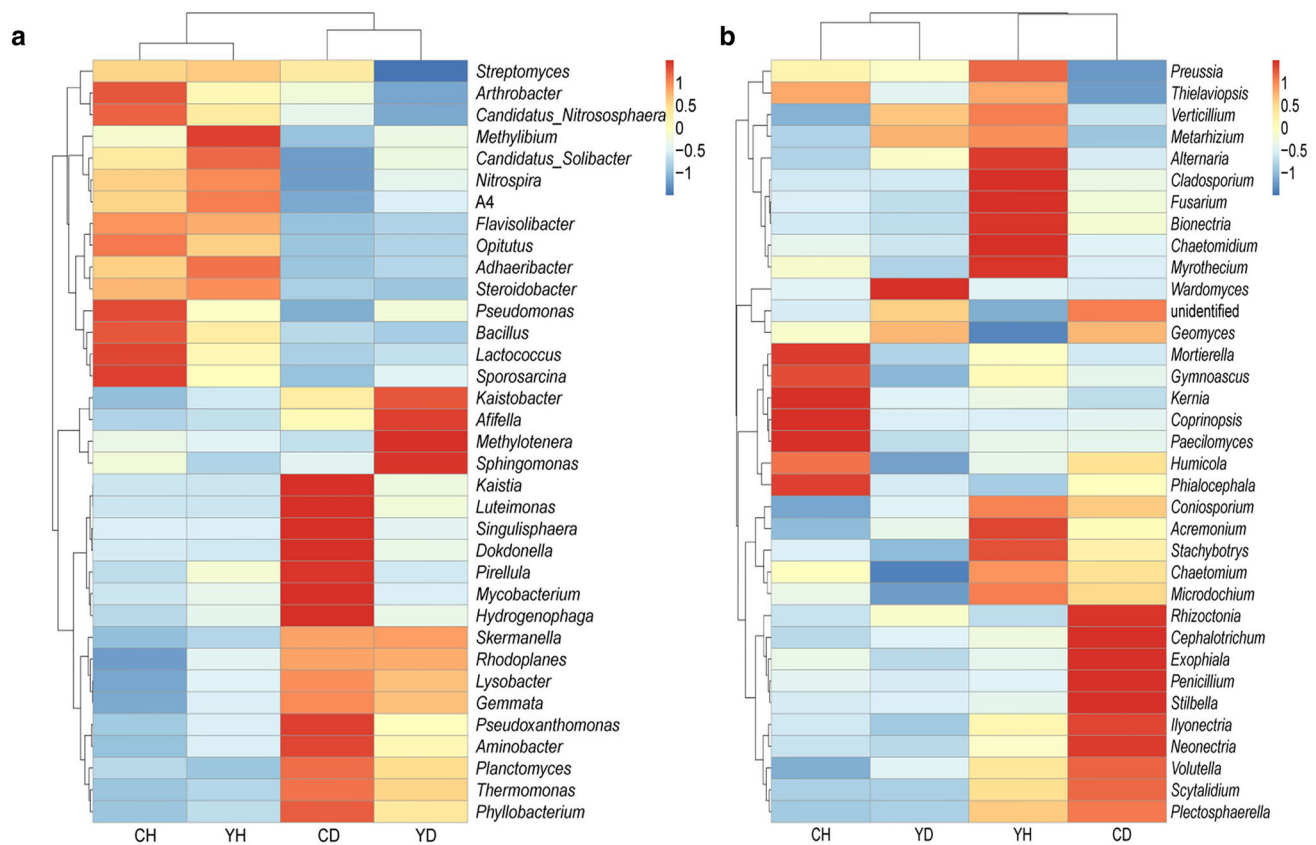 a
Streptomyces
Arthrobacter
Candidatus_Nitrososphaera
Methylibium
Candidatus_Solibacter
Nitrospira
A4
Flavisolibacter
Opitutus
Adhaeribacter
Steroidobacter
Pseudomonas
Bacillus
Lactococcus
Sporosarcina
Kaistobacter
Afifella
Methylotenera
Sphingomonas
Kaistia
Luteimonas
Singulisphaera
Dokdonella
Pirellula
Mycobacterium
Hydrogenophaga
Skermanella
Rhodoplanes
Lysobacter
Gemmata
Pseudoxanthomonas
Aminobacter
Planctomyces
Thermomonas
Phyllobacterium
1
0.5
0
−0.5
−1
CH YH CD YD
b
Preussia
Thielaviopsis
Verticillium
Metarhizium
Alternaria
Cladosporium
Fusarium
Bionectria
Chaetomidium
Myrothecium
Wardomyces
unidentified
Geomyces
Mortierella
Gymnoascus
Kernia
Coprinopsis
Paecilomyces
Humicola
Phialocephala
Coniosporium
Acremonium
Stachybotrys
Chaetomium
Microdochium
Rhizoctonia
Cephalotrichum
Exophiala
Penicillium
Stilbella
Ilyonectria
Neonectria
Volutella
Scytalidium
Plectosphaerella
1
0.5
0
−0.5
−1
CH YD YH CD